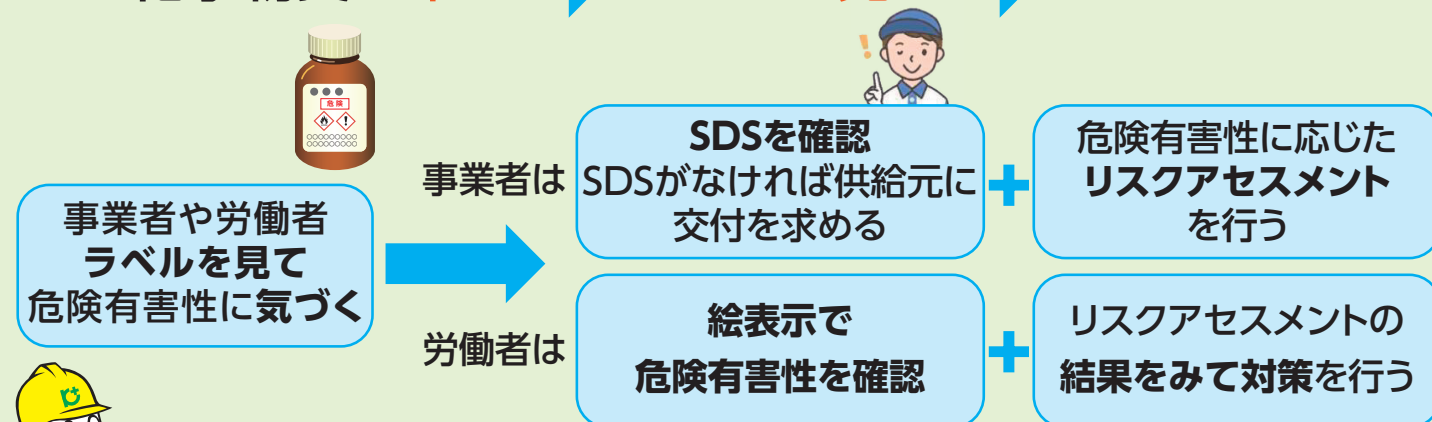 危険
事業者や労働者
ラベルを見て
危険有害性に気づく
事業者は
SDSを確認
SDSがなければ供給元に
交付を求める
+
危険有害性に応じた
リスクアセスメント
を行う
労働者は
絵表示で
危険有害性を確認
+
リスクアセスメントの
結果をみて対策を行う